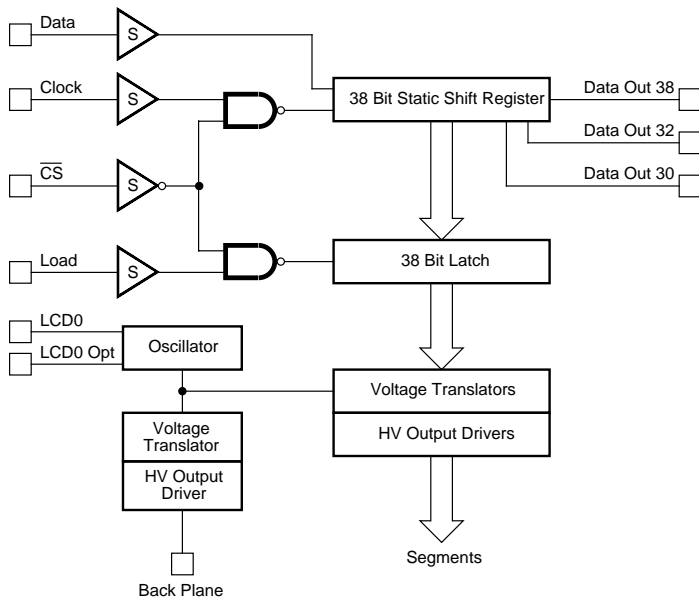 Data
S
Clock
S
38 Bit Static Shift Register
Data Out 38
Data Out 32
C̅S̅
S
Data Out 30
Load
S
38 Bit Latch
LCD0
LCD0 Opt
Oscillator
Voltage Translators
HV Output Drivers
Voltage
Translator
HV Output
Driver
Segments
Back Plane